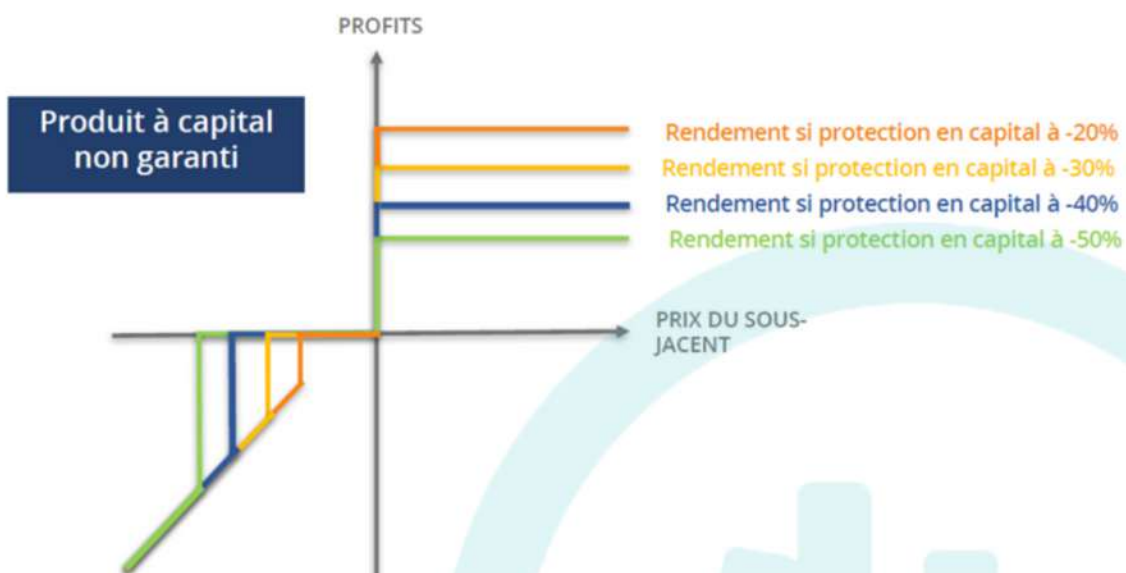 PROFITS
Produit à capital
non garanti
Rendement si protection en capital à -20%
Rendement si protection en capital à -30%
Rendement si protection en capital à -40%
Rendement si protection en capital à -50%
PRIX DU SOUS-
JACENT